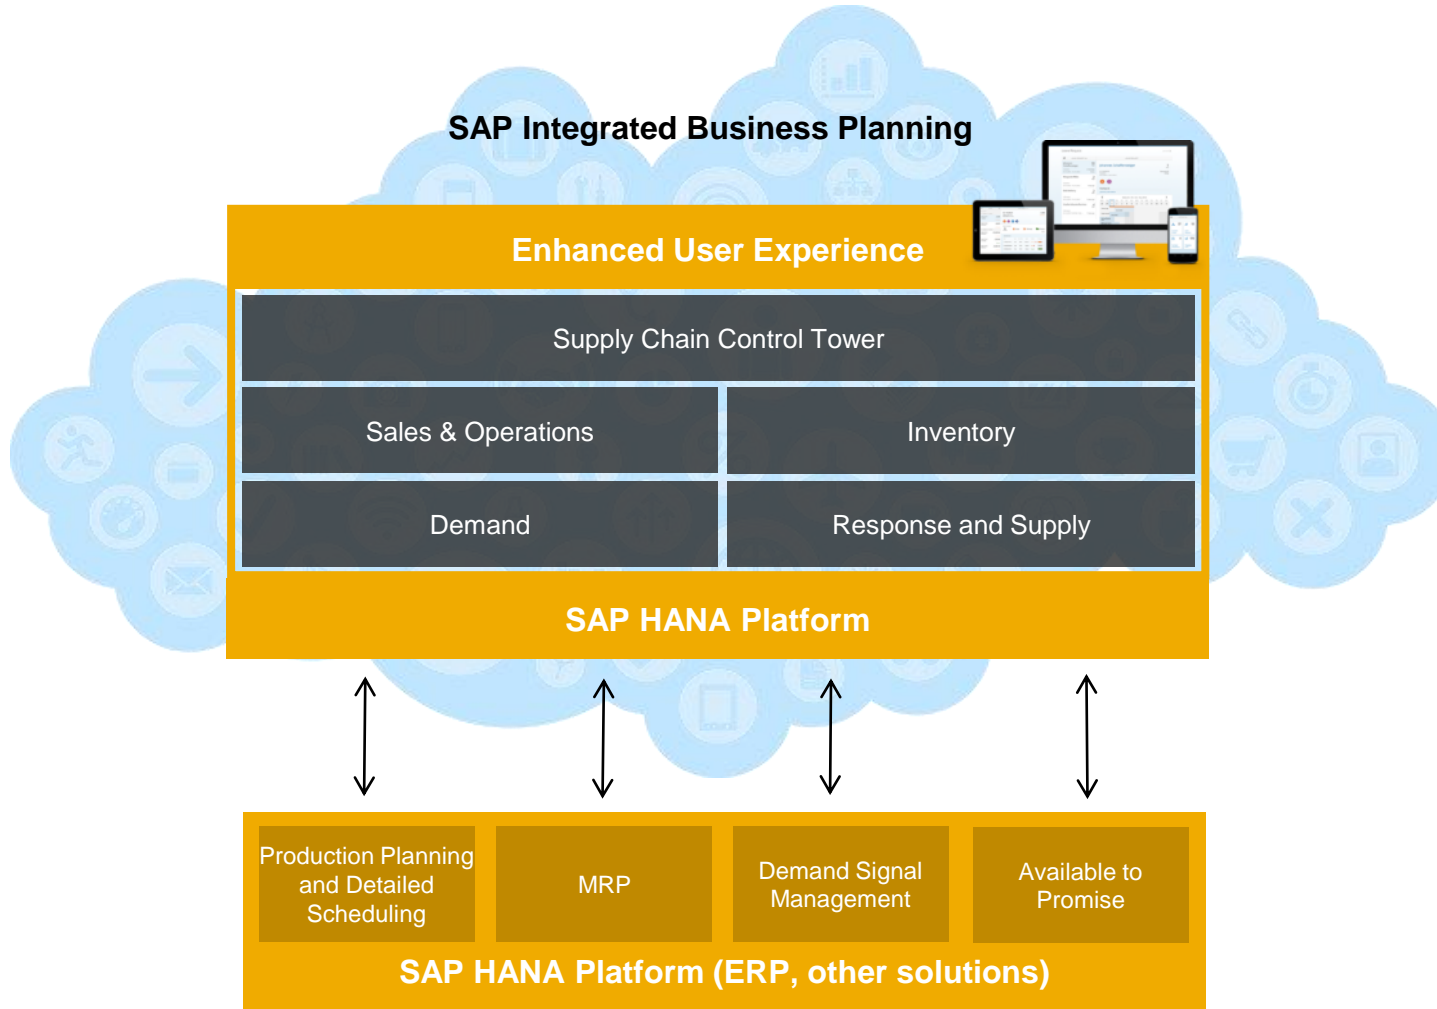 SAP Integrated Business Planning
Enhanced User Experience
Supply Chain Control Tower
Sales & Operations
Inventory
Demand
Response and Supply
SAP HANA Platform
Production Planning
and Detailed
Scheduling
MRP
Demand Signal
Management
Available to
Promise
SAP HANA Platform (ERP, other solutions)